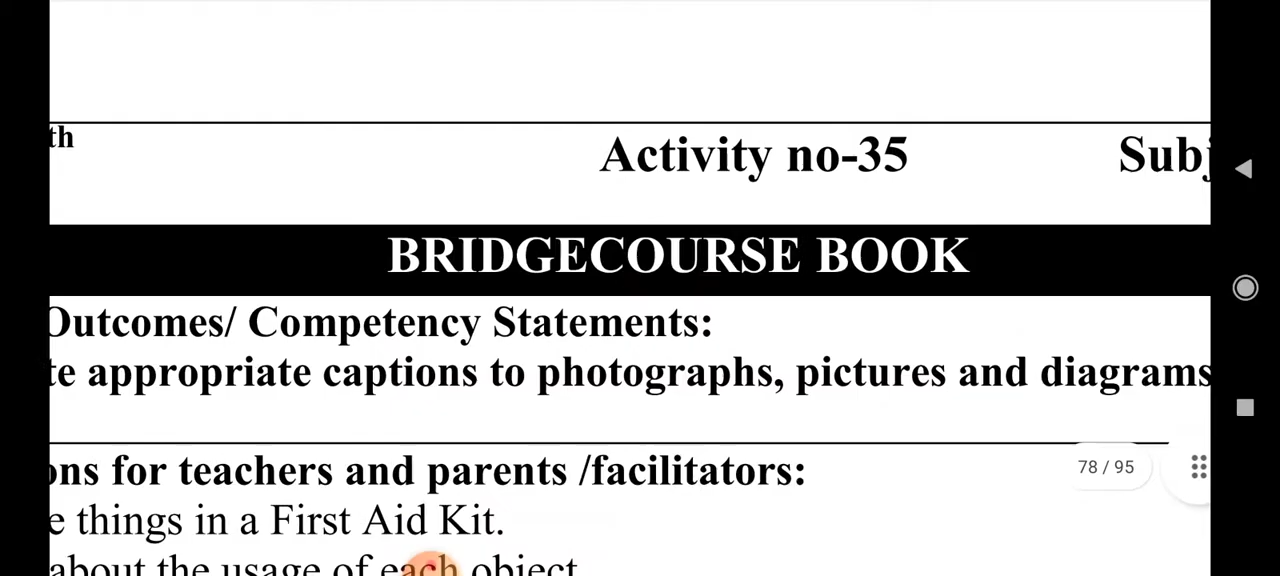 th
Activity no-35 Subj
BRIDGECOURSE BOOK
Outcomes/ Competency Statements:
te appropriate captions to photographs, pictures and diagrams
ons for teachers and parents /facilitators:
78 / 95
e things in a First Aid Kit.
about the usage of each object